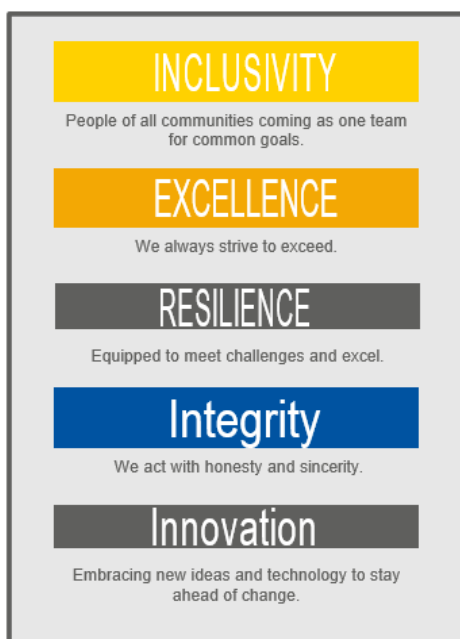 INCLUSIVITY
People of all communities coming as one team
for common goals.
EXCELLENCE
We always strive to exceed.
RESILIENCE
Equipped to meet challenges and excel.
Integrity
We act with honesty and sincerity.
Innovation
Embracing new ideas and technology to stay
ahead of change.